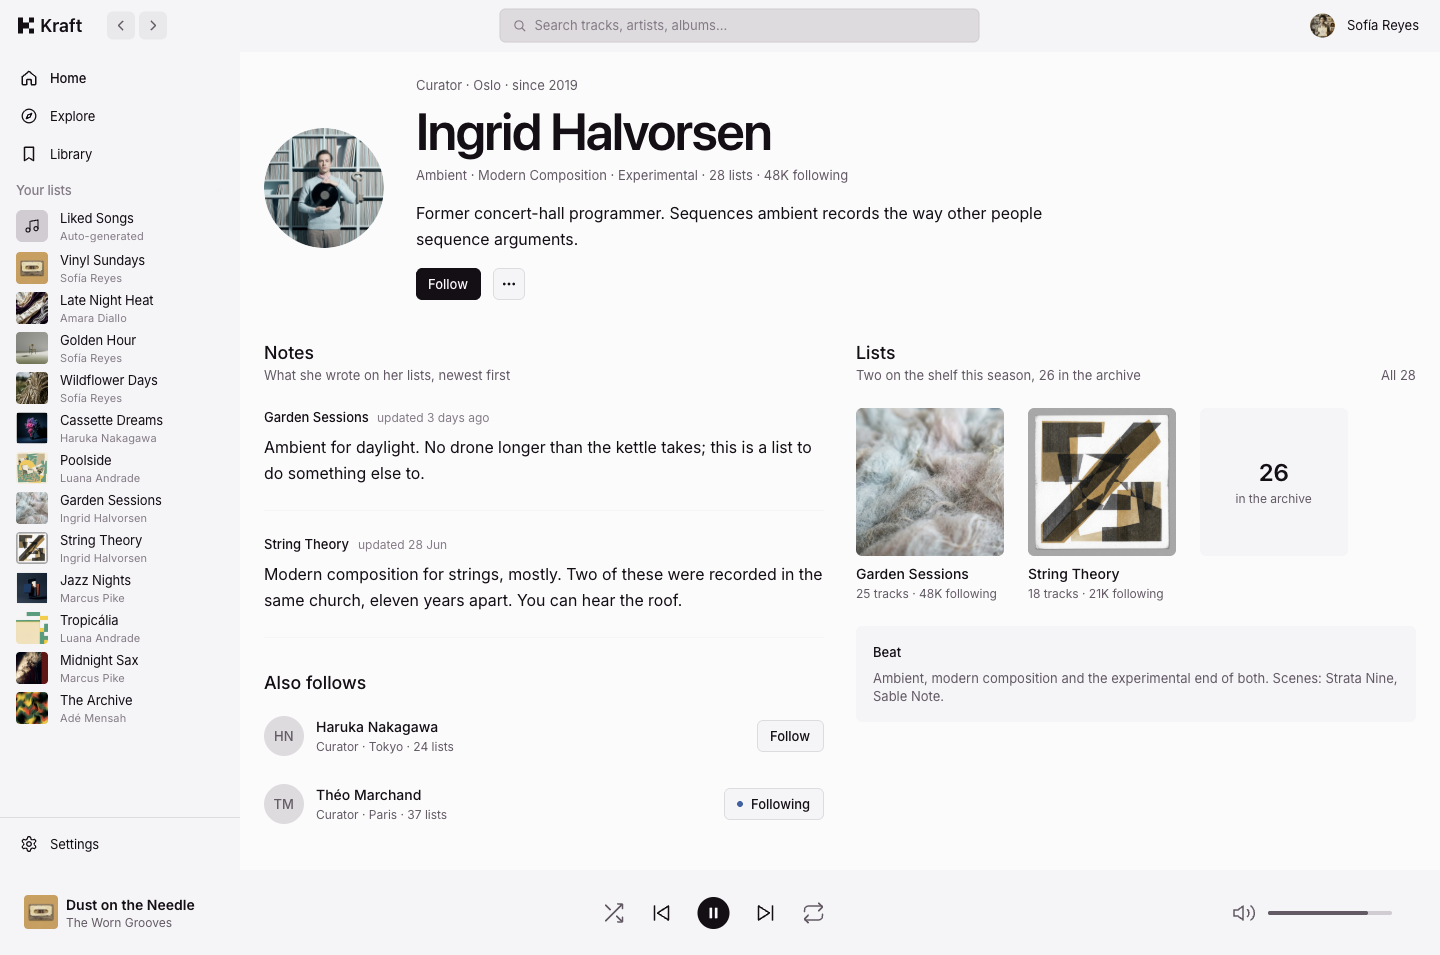 Kraft
Search tracks, artists, albums...
Sofía Reyes
Home
Explore
Library
Your lists
Liked Songs
Auto-generated
Vinyl Sundays
Sofía Reyes
Late Night Heat
Amara Diallo
Golden Hour
Sofía Reyes
Wildflower Days
Sofía Reyes
Cassette Dreams
Haruka Nakagawa
Poolside
Luana Andrade
Garden Sessions
Ingrid Halvorsen
String Theory
Ingrid Halvorsen
Jazz Nights
Marcus Pike
Tropicália
Luana Andrade
Midnight Sax
Marcus Pike
The Archive
Adé Mensah
Settings
Curator · Oslo · since 2019
Ingrid Halvorsen
Ambient · Modern Composition · Experimental · 28 lists · 48K following
Former concert-hall programmer. Sequences ambient records the way other people
sequence arguments.
Follow
Notes
What she wrote on her lists, newest first
Garden Sessions updated 3 days ago
Ambient for daylight. No drone longer than the kettle takes; this is a list to
do something else to.
String Theory updated 28 Jun
Modern composition for strings, mostly. Two of these were recorded in the
same church, eleven years apart. You can hear the roof.
Also follows
HN
Haruka Nakagawa
Curator · Tokyo · 24 lists
Follow
TM
Théo Marchand
Curator · Paris · 37 lists
Following
Lists
Two on the shelf this season, 26 in the archive
All 28
Garden Sessions
25 tracks · 48K following
String Theory
18 tracks · 21K following
26
in the archive
Beat
Ambient, modern composition and the experimental end of both. Scenes: Strata Nine,
Sable Note.
Dust on the Needle
The Worn Grooves